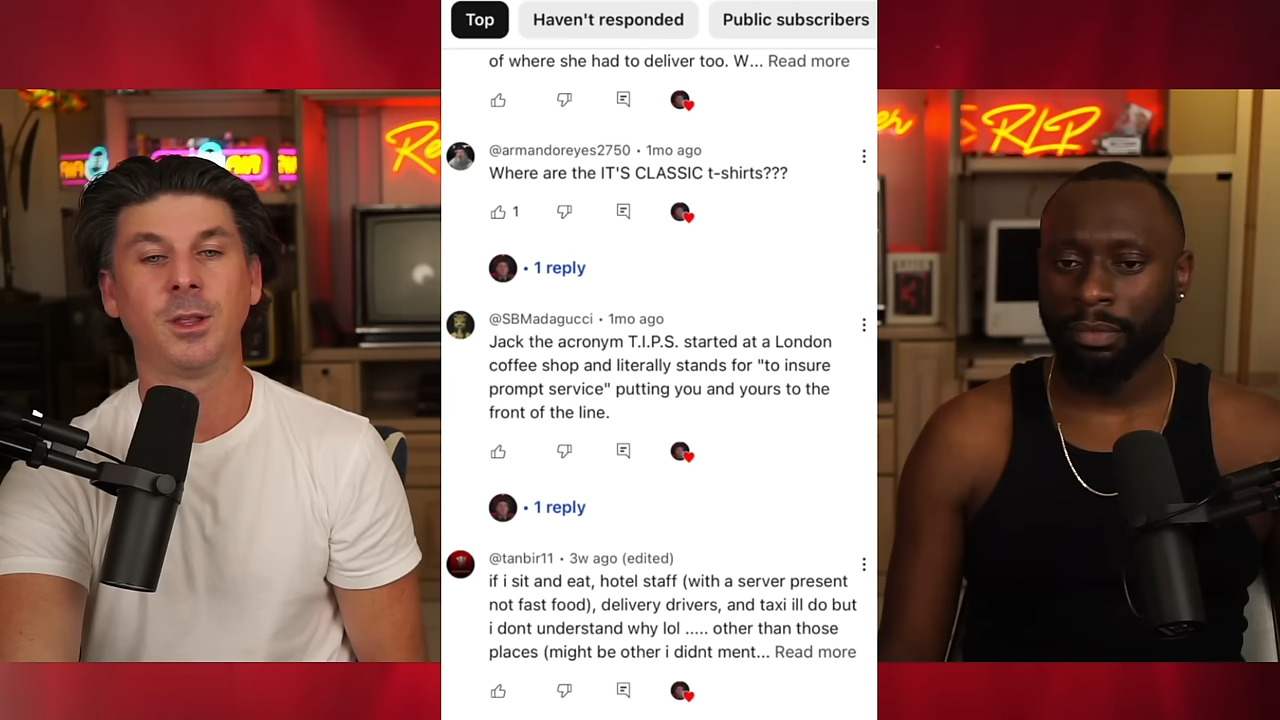 Top
Haven't responded
Public subscribers
of where she had to deliver too. W... Read more
@armandoreyes2750 • 1mo ago
Where are the IT'S CLASSIC t-shirts???
1
• 1 reply
@SBMadagucci • 1mo ago
Jack the acronym T.I.P.S. started at a London
coffee shop and literally stands for "to insure
prompt service" putting you and yours to the
front of the line.
• 1 reply
@tanbir11 • 3w ago (edited)
if i sit and eat, hotel staff (with a server present
not fast food), delivery drivers, and taxi ill do but
i dont understand why lol ..... other than those
places (might be other i didnt ment... Read more
Re
er
RLP